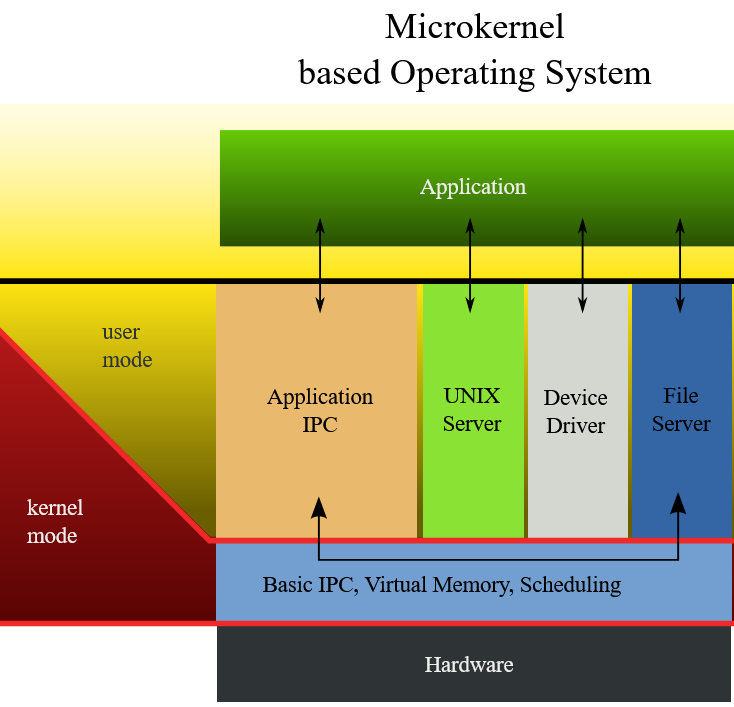 Microkernel
based Operating System
Application
user
mode
Application
IPC
UNIX
Server
Device
Driver
File
Server
kernel
mode
Basic IPC, Virtual Memory, Scheduling
Hardware